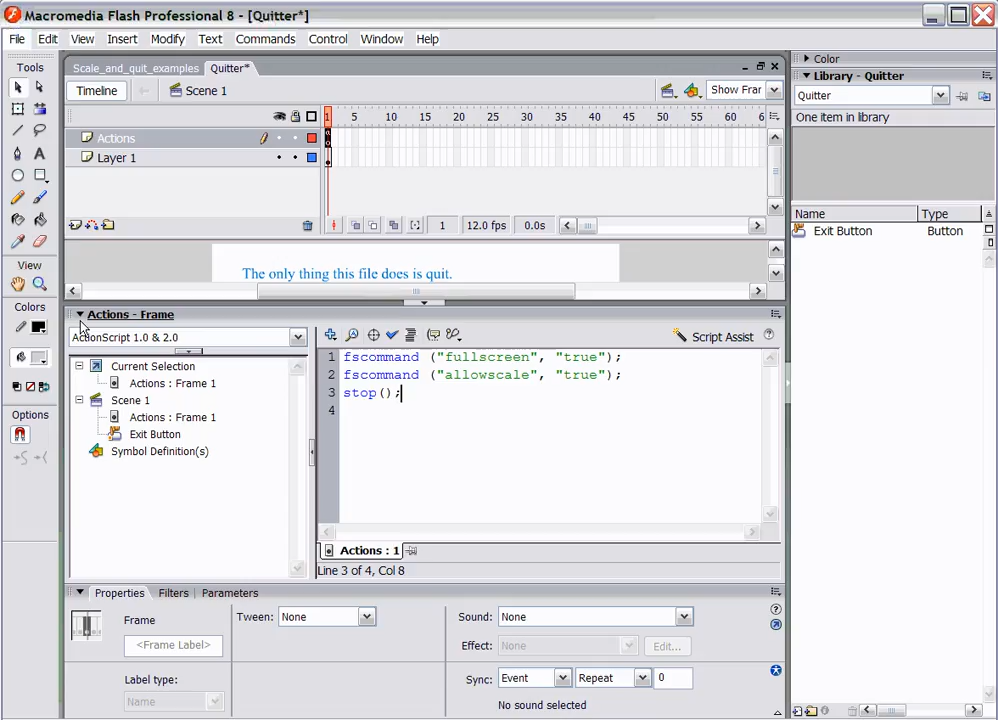 Macromedia Flash Professional 8 - [Quitter*]
File Edit View Insert Modify Text Commands Control Window Help
Tools
Scale_and_quit_examples Quitter*
Timeline Scene 1 Show Fran
1 5 10 15 20 25 30 35 40 45 50 55 60 6
Actions
Layer 1
1 12.0 fps 0.0s
The only thing this file does is quit.
View
Colors
Options
Actions - Frame
ActionScript 1.0 & 2.0
Current Selection
Actions : Frame 1
Scene 1
Actions : Frame 1
Exit Button
Symbol Definition(s)
Script Assist
1 fscommand ("fullscreen", "true");
2 fscommand ("allowscale", "true");
3 stop();
4
Actions : 1
Line 3 of 4, Col 8
Properties Filters Parameters
Frame
<Frame Label>
Label type:
Name
Tween: None
Sound: None
Effect: None Edit...
Sync: Event Repeat 0
No sound selected
Color
Library - Quitter
Quitter
One item in library
Name Type
Exit Button Button